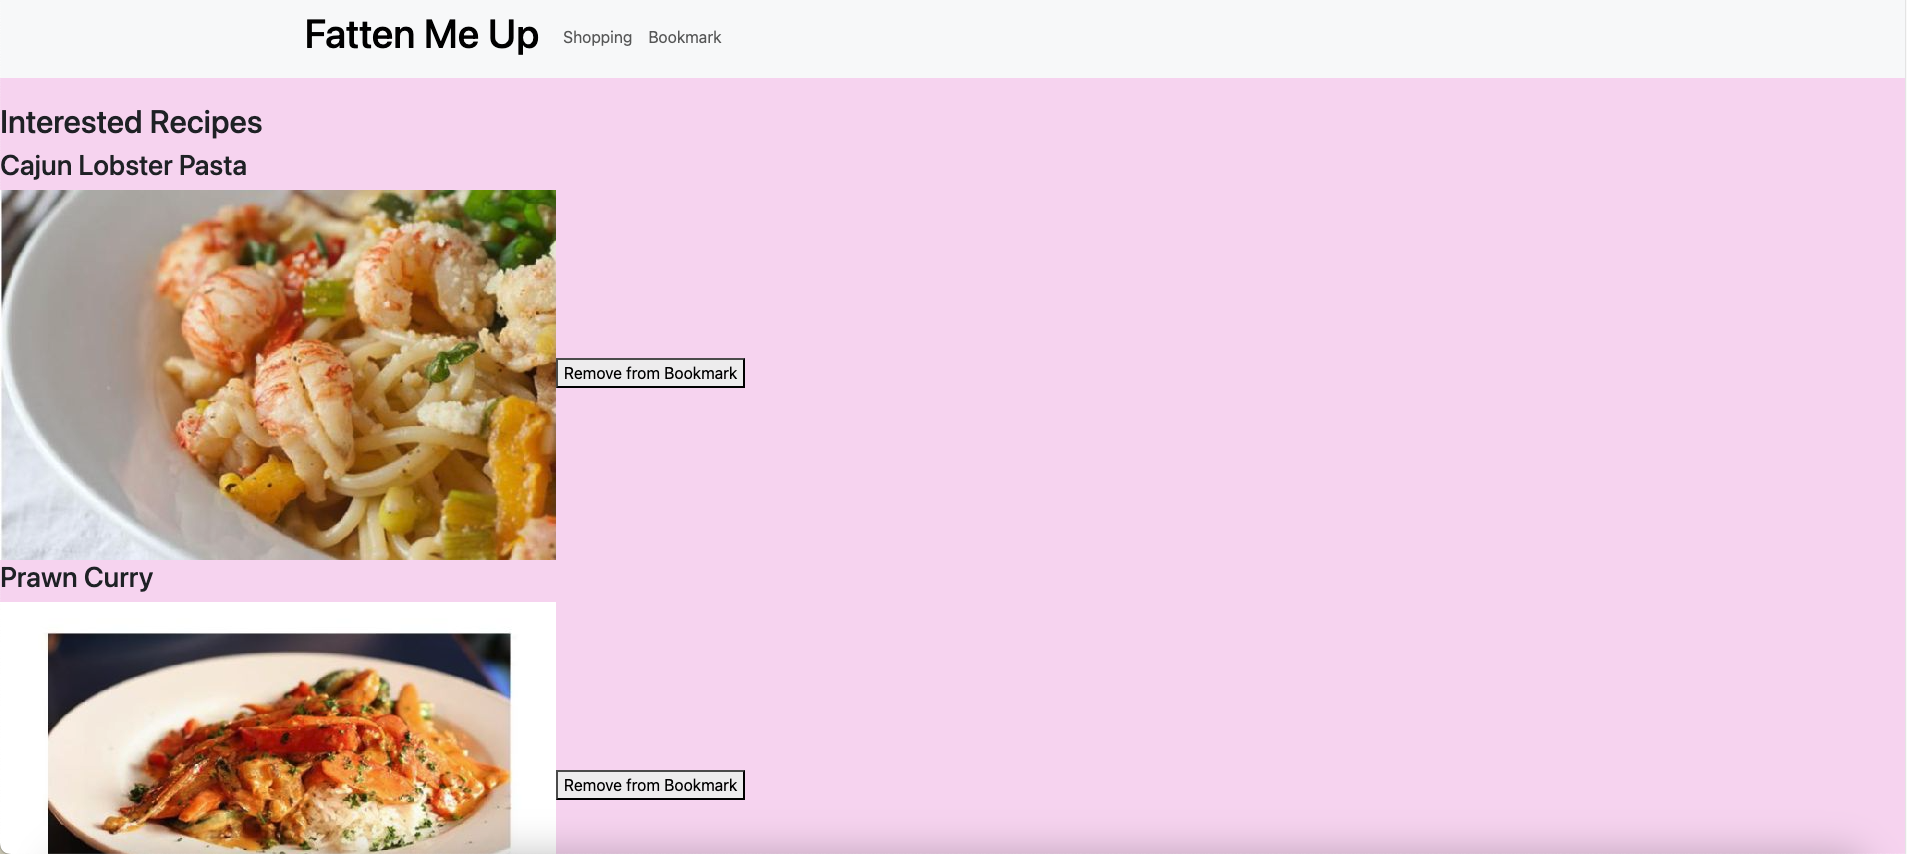 Fatten Me Up Shopping Bookmark
Interested Recipes
Cajun Lobster Pasta
Remove from Bookmark
Prawn Curry
Remove from Bookmark